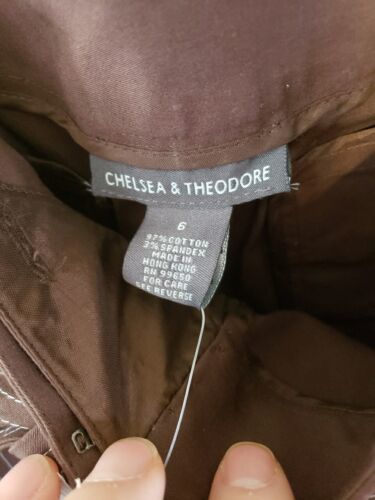 CHELSEA & THEODORE
6
97% COTTON
3% SPANDEX
MADE IN
HONG KONG
RN 99650
FOR CARE
SEE REVERSE